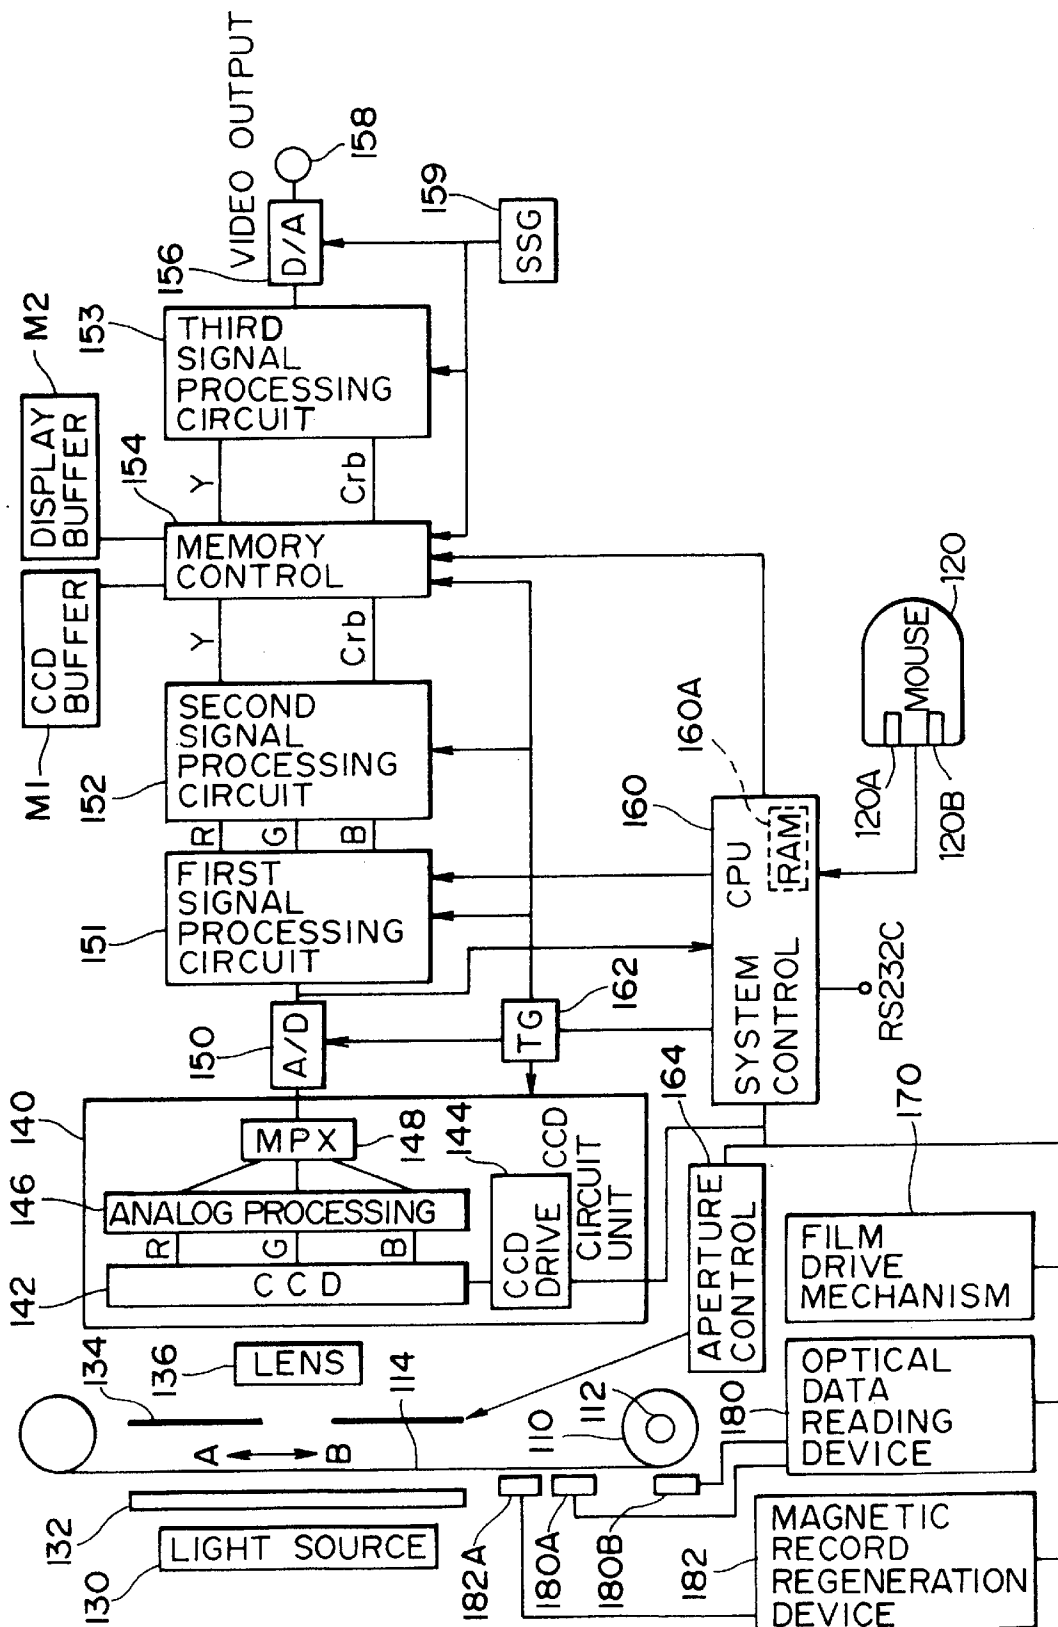 VIDEO OUTPUT
158
D/A
156
159
SSG
M2
DISPLAY
BUFFER
153
THIRD
SIGNAL
PROCESSING
CIRCUIT
154
Y
Crb
MEMORY
CONTROL
CCD
BUFFER
M1
Y
Crb
152
SECOND
SIGNAL
PROCESSING
CIRCUIT
R
G
B
151
FIRST
SIGNAL
PROCESSING
CIRCUIT
150
A/D
162
TG
160
160A
CPU
RAM
SYSTEM
CONTROL
RS232C
120
MOUSE
120A
120B
140
MPX
148
146
ANALOG PROCESSING
R
G
B
142
CCD
144
CCD
DRIVE
CCD
CIRCUIT
UNIT
164
APERTURE
CONTROL
170
FILM
DRIVE
MECHANISM
134
136
LENS
114
A
B
110
112
132
130
LIGHT SOURCE
182A
180A
180B
180
OPTICAL
DATA
READING
DEVICE
182
MAGNETIC
RECORD
REGENERATION
DEVICE